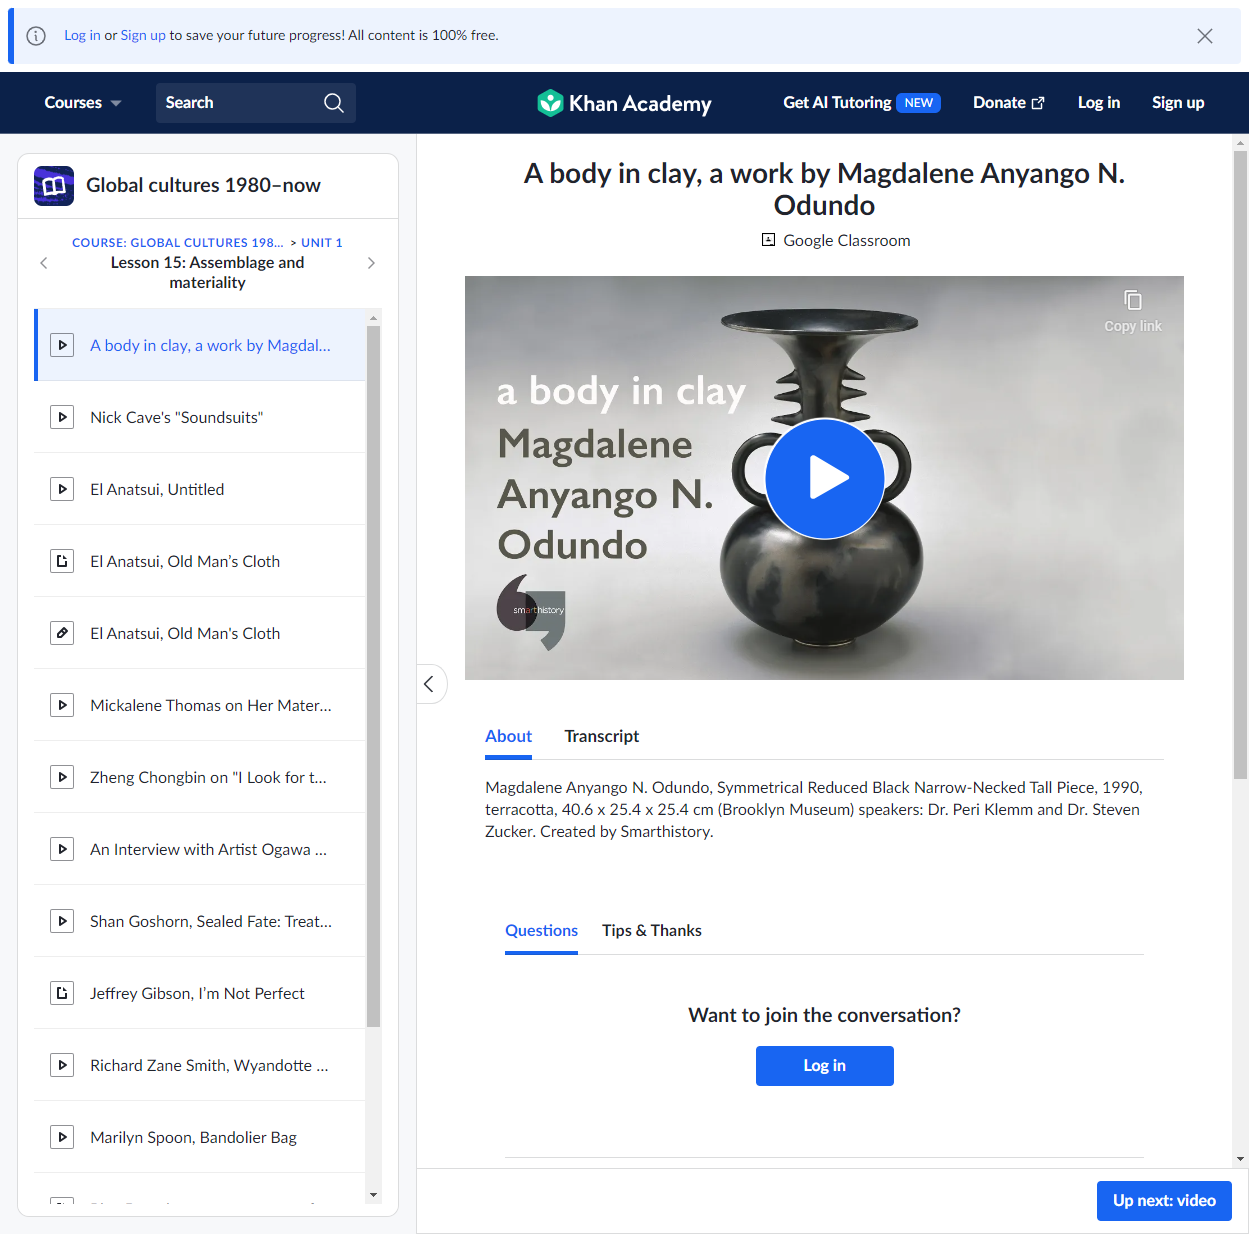 Log in or Sign up to save your future progress! All content is 100% free.
Courses
Search
Khan Academy
Get AI Tutoring NEW
Donate
Log in
Sign up
Global cultures 1980–now
COURSE: GLOBAL CULTURES 198... > UNIT 1
Lesson 15: Assemblage and
materiality
A body in clay, a work by Magdal...
Nick Cave's "Soundsuits"
El Anatsui, Untitled
El Anatsui, Old Man’s Cloth
El Anatsui, Old Man's Cloth
Mickalene Thomas on Her Mater...
Zheng Chongbin on "I Look for t...
An Interview with Artist Ogawa ...
Shan Goshorn, Sealed Fate: Treat...
Jeffrey Gibson, I’m Not Perfect
Richard Zane Smith, Wyandotte ...
Marilyn Spoon, Bandolier Bag
A body in clay, a work by Magdalene Anyango N.
Odundo
Google Classroom
Copy link
a body in clay
Magdalene
Anyango N.
Odundo
smarthistory
About
Transcript
Magdalene Anyango N. Odundo, Symmetrical Reduced Black Narrow-Necked Tall Piece, 1990,
terracotta, 40.6 x 25.4 x 25.4 cm (Brooklyn Museum) speakers: Dr. Peri Klemm and Dr. Steven
Zucker. Created by Smarthistory.
Questions
Tips & Thanks
Want to join the conversation?
Log in
Up next: video